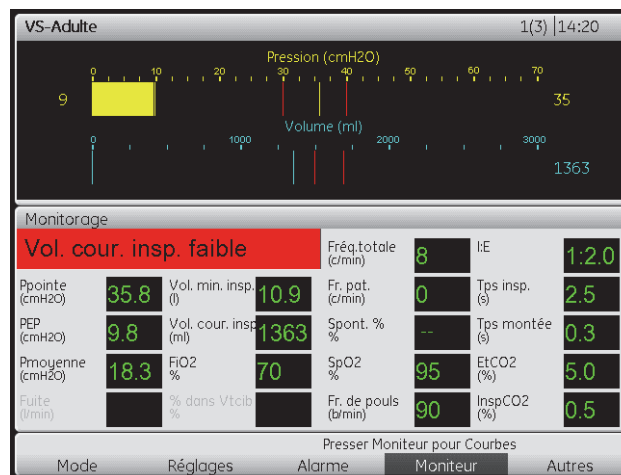 VS-Adulte 1(3) | 14:20
Pression (cmH2O)
0 10 20 30 40 50 60 70
9 35
Volume (ml)
0 1000 2000 3000
1363
Monitorage
Vol. cour. insp. faible
Fréq.totale (c/min) 8 I:E 1:2.0
Ppointe (cmH2O) 35.8 Vol. min. insp. (l) 10.9 Fr. pat. (c/min) 0 Tps insp. (s) 2.5
PEP (cmH2O) 9.8 Vol. cour. insp (ml) 1363 Spont. % % -- Tps montée (s) 0.3
Pmoyenne (cmH2O) 18.3 FiO2 % 70 SpO2 % 95 EtCO2 (%) 5.0
Fuite (l/min) % dans Vtcib % Fr. de pouls (b/min) 90 InspCO2 (%) 0.5
Presser Moniteur pour Courbes
Mode Réglages Alarme Moniteur Autres